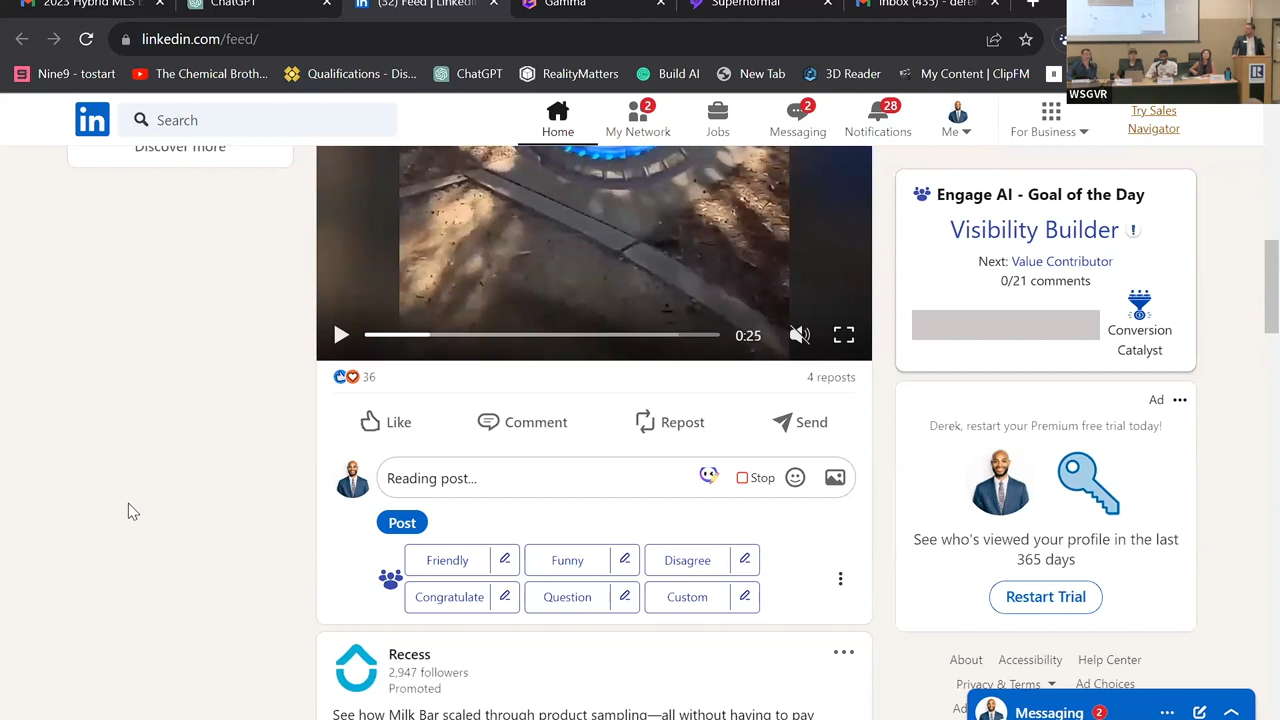 2023 Hybrid MLS
ChatGPT
(32) Feed | LinkedIn
Gamma
Supernormal
Inbox (435) - dere
linkedin.com/feed/
Nine9 - tostart
The Chemical Broth...
Qualifications - Dis...
ChatGPT
RealityMatters
Build AI
New Tab
3D Reader
My Content | ClipFM
WSGVR
in
Search
Home
2
My Network
Jobs
2
Messaging
28
Notifications
Me
For Business
Try Sales
Navigator
Discover more
0:25
36
4 reposts
Like
Comment
Repost
Send
Reading post...
Stop
Post
Friendly
Funny
Disagree
Congratulate
Question
Custom
Recess
2,947 followers
Promoted
See how Milk Bar scaled through product sampling—all without having to pay
Engage AI - Goal of the Day
Visibility Builder
Next: Value Contributor
0/21 comments
Conversion
Catalyst
Ad
Derek, restart your Premium free trial today!
See who's viewed your profile in the last
365 days
Restart Trial
About Accessibility Help Center
Privacy & Terms Ad Choices
Ad
Messaging 2